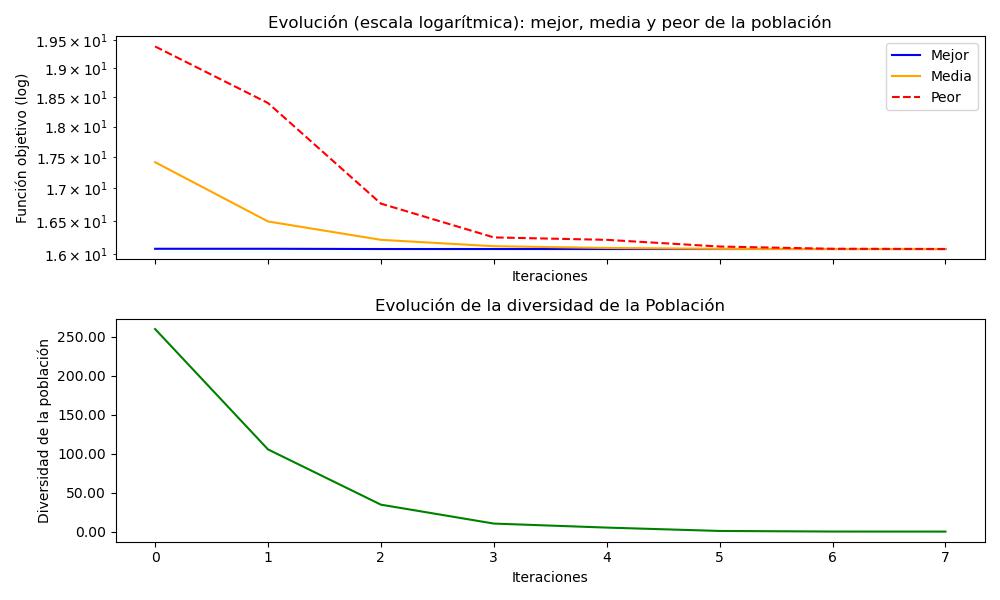 Evolución (escala logarítmica): mejor, media y peor de la población
Función objetivo (log)
1.95 × 10¹
1.9 × 10¹
1.85 × 10¹
1.8 × 10¹
1.75 × 10¹
1.7 × 10¹
1.65 × 10¹
1.6 × 10¹
Mejor
Media
Peor
Iteraciones
Evolución de la diversidad de la Población
Diversidad de la población
250.00
200.00
150.00
100.00
50.00
0.00
0 1 2 3 4 5 6 7
Iteraciones